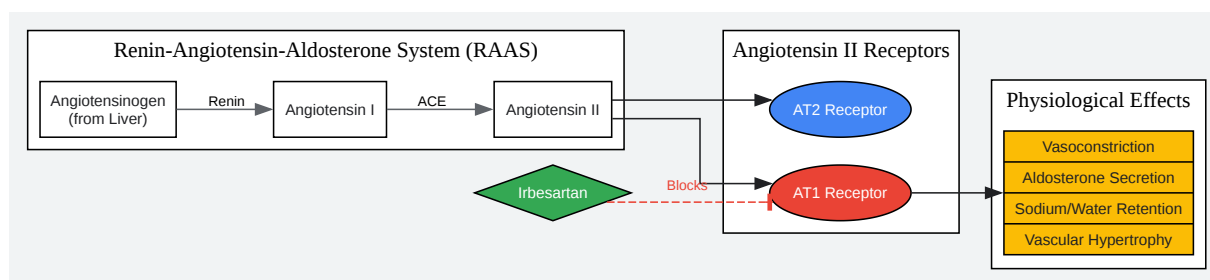 Renin-Angiotensin-Aldosterone System (RAAS)
Angiotensinogen
(from Liver)
Renin
Angiotensin I
ACE
Angiotensin II
Angiotensin II Receptors
AT2 Receptor
AT1 Receptor
Irbesartan
Blocks
Physiological Effects
Vasoconstriction
Aldosterone Secretion
Sodium/Water Retention
Vascular Hypertrophy